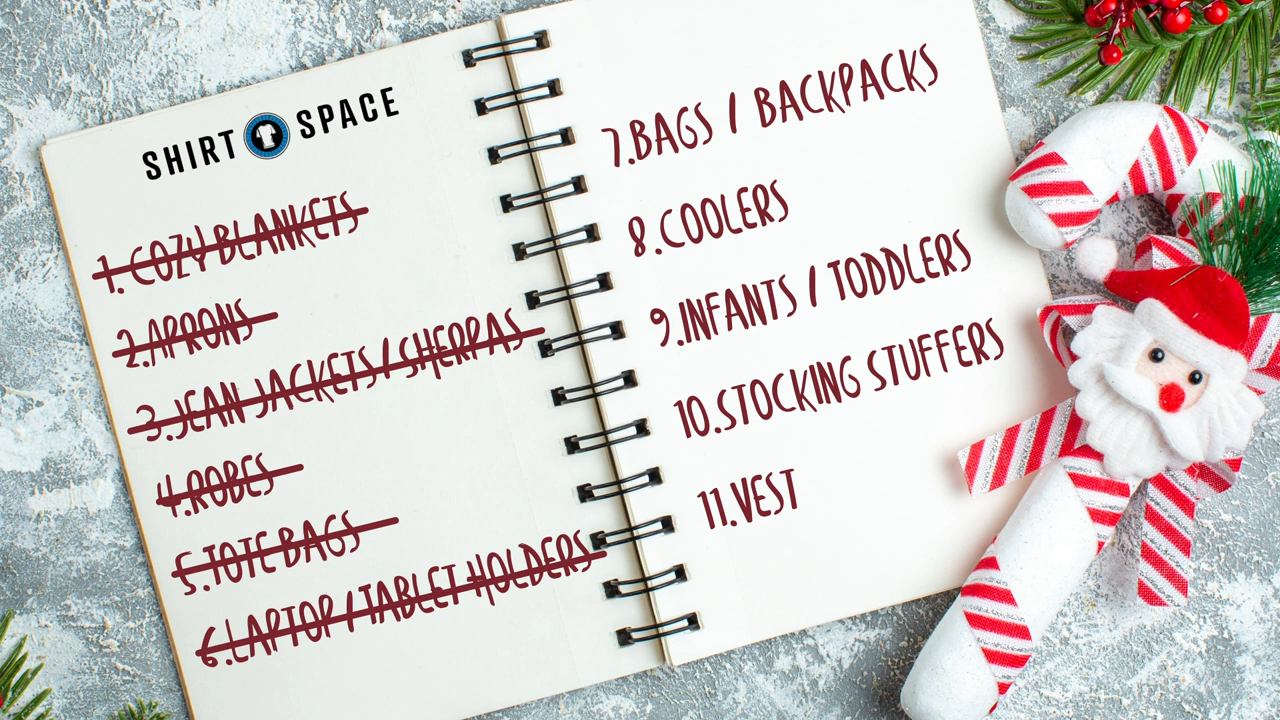 SHIRT SPACE
1. COZY BLANKETS
2.APRONS
3.JEAN JACKETS / SHERPAS
4.ROBES
5.TOTE BAGS
6.LAPTOP / TABLET HOLDERS
7.BAGS / BACKPACKS
8.COOLERS
9.INFANTS / TODDLERS
10.STOCKING STUFFERS
11.VEST